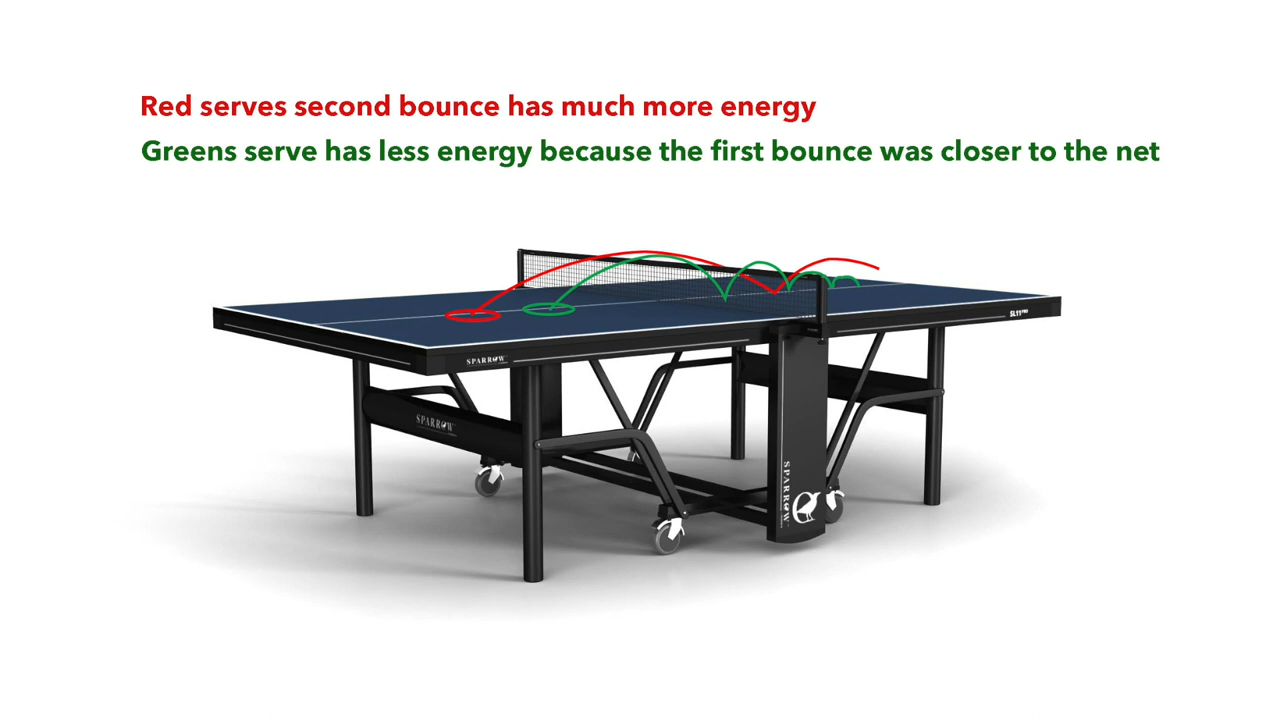 Red serves second bounce has much more energy
Greens serve has less energy because the first bounce was closer to the net
SL11 PRO
SPARROW
SPARROW
SPARROW